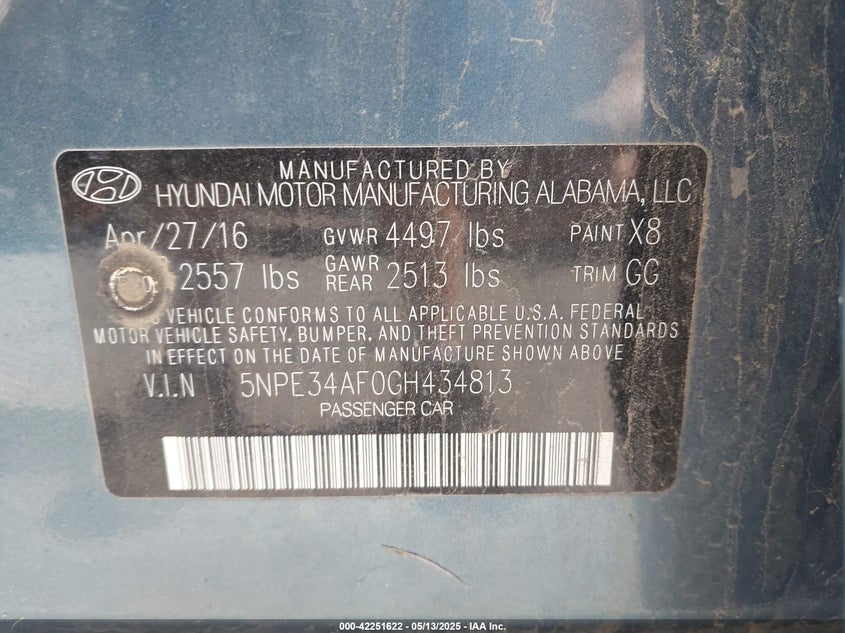 MANUFACTURED BY
HYUNDAI MOTOR MANUFACTURING ALABAMA, LLC
Apr/27/16 GVWR 4497 lbs PAINT X8
2557 lbs GAWR REAR 2513 lbs TRIM GG
VEHICLE CONFORMS TO ALL APPLICABLE U.S.A. FEDERAL
MOTOR VEHICLE SAFETY, BUMPER, AND THEFT PREVENTION STANDARDS
IN EFFECT ON THE DATE OF MANUFACTURE SHOWN ABOVE
V.I.N 5NPE34AF0GH434813
PASSENGER CAR
000-42251622 - 05/13/2025 - IAA Inc.